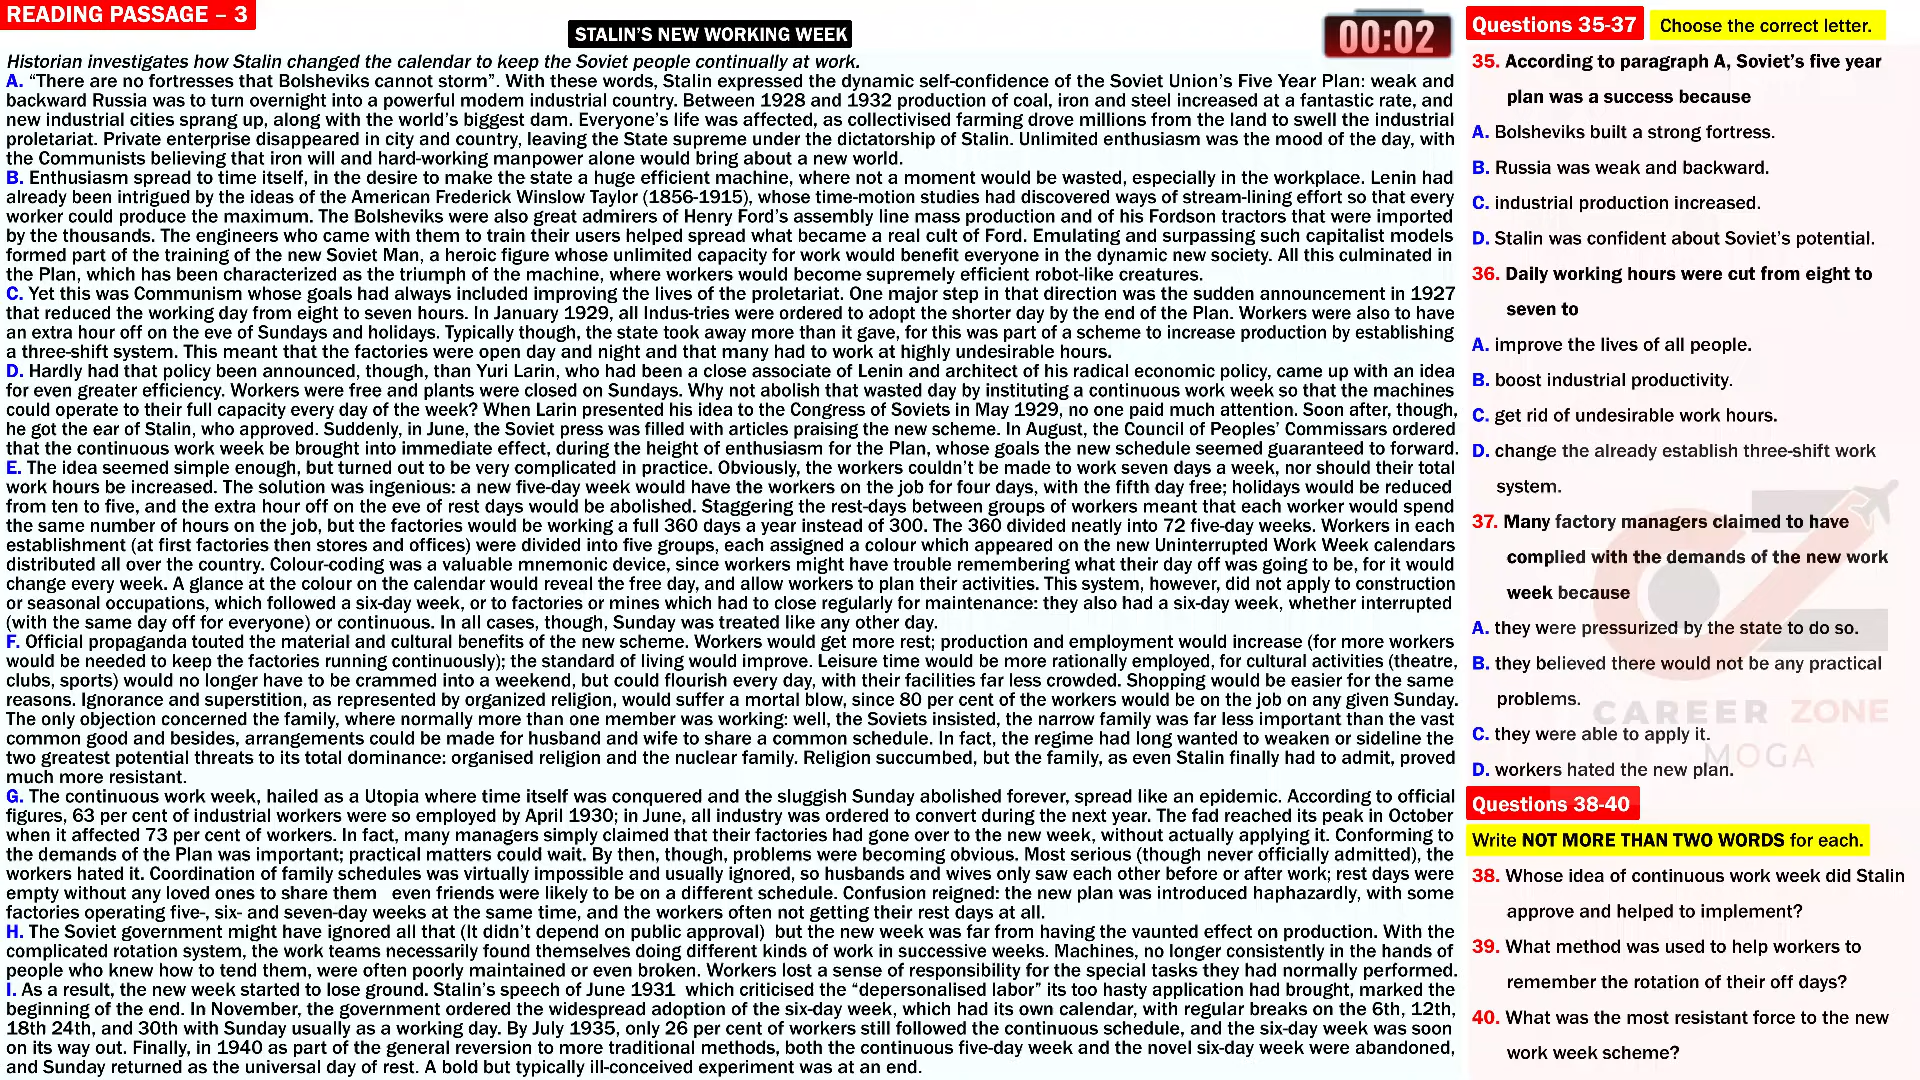 READING PASSAGE – 3
STALIN'S NEW WORKING WEEK
00:02
Historian investigates how Stalin changed the calendar to keep the Soviet people continually at work.
A. “There are no fortresses that Bolsheviks cannot storm”. With these words, Stalin expressed the dynamic self-confidence of the Soviet Union's Five Year Plan: weak and
backward Russia was to turn overnight into a powerful modem industrial country. Between 1928 and 1932 production of coal, iron and steel increased at a fantastic rate, and
new industrial cities sprang up, along with the world's biggest dam. Everyone's life was affected, as collectivised farming drove millions from the land to swell the industrial
proletariat. Private enterprise disappeared in city and country, leaving the State supreme under the dictatorship of Stalin. Unlimited enthusiasm was the mood of the day, with
the Communists believing that iron will and hard-working manpower alone would bring about a new world.
B. Enthusiasm spread to time itself, in the desire to make the state a huge efficient machine, where not a moment would be wasted, especially in the workplace. Lenin had
already been intrigued by the ideas of the American Frederick Winslow Taylor (1856-1915), whose time-motion studies had discovered ways of stream-lining effort so that every
worker could produce the maximum. The Bolsheviks were also great admirers of Henry Ford's assembly line mass production and of his Fordson tractors that were imported
by the thousands. The engineers who came with them to train their users helped spread what became a real cult of Ford. Emulating and surpassing such capitalist models
formed part of the training of the new Soviet Man, a heroic figure whose unlimited capacity for work would benefit everyone in the dynamic new society. All this culminated in
the Plan, which has been characterized as the triumph of the machine, where workers would become supremely efficient robot-like creatures.
C. Yet this was Communism whose goals had always included improving the lives of the proletariat. One major step in that direction was the sudden announcement in 1927
that reduced the working day from eight to seven hours. In January 1929, all Indus-tries were ordered to adopt the shorter day by the end of the Plan. Workers were also to have
an extra hour off on the eve of Sundays and holidays. Typically though, the state took away more than it gave, for this was part of a scheme to increase production by establishing
a three-shift system. This meant that the factories were open day and night and that many had to work at highly undesirable hours.
D. Hardly had that policy been announced, though, than Yuri Larin, who had been a close associate of Lenin and architect of his radical economic policy, came up with an idea
for even greater efficiency. Workers were free and plants were closed on Sundays. Why not abolish that wasted day by instituting a continuous work week so that the machines
could operate to their full capacity every day of the week? When Larin presented his idea to the Congress of Soviets in May 1929, no one paid much attention. Soon after, though,
he got the ear of Stalin, who approved. Suddenly, in June, the Soviet press was filled with articles praising the new scheme. In August, the Council of Peoples' Commissars ordered
that the continuous work week be brought into immediate effect, during the height of enthusiasm for the Plan, whose goals the new schedule seemed guaranteed to forward.
E. The idea seemed simple enough, but turned out to be very complicated in practice. Obviously, the workers couldn't be made to work seven days a week, nor should their total
work hours be increased. The solution was ingenious: a new five-day week would have the workers on the job for four days, with the fifth day free; holidays would be reduced
from ten to five, and the extra hour off on the eve of rest days would be abolished. Staggering the rest-days between groups of workers meant that each worker would spend
the same number of hours on the job, but the factories would be working a full 360 days a year instead of 300. The 360 divided neatly into 72 five-day weeks. Workers in each
establishment (at first factories then stores and offices) were divided into five groups, each assigned a colour which appeared on the new Uninterrupted Work Week calendars
distributed all over the country. Colour-coding was a valuable mnemonic device, since workers might have trouble remembering what their day off was going to be, for it would
change every week. A glance at the colour on the calendar would reveal the free day, and allow workers to plan their activities. This system, however, did not apply to construction
or seasonal occupations, which followed a six-day week, or to factories or mines which had to close regularly for maintenance: they also had a six-day week, whether interrupted
(with the same day off for everyone) or continuous. In all cases, though, Sunday was treated like any other day.
F. Official propaganda touted the material and cultural benefits of the new scheme. Workers would get more rest; production and employment would increase (for more workers
would be needed to keep the factories running continuously); the standard of living would improve. Leisure time would be more rationally employed, for cultural activities (theatre,
clubs, sports) would no longer have to be crammed into a weekend, but could flourish every day, with their facilities far less crowded. Shopping would be easier for the same
reasons. Ignorance and superstition, as represented by organized religion, would suffer a mortal blow, since 80 per cent of the workers would be on the job on any given Sunday.
The only objection concerned the family, where normally more than one member was working: well, the Soviets insisted, the narrow family was far less important than the vast
common good and besides, arrangements could be made for husband and wife to share a common schedule. In fact, the regime had long wanted to weaken or sideline the
two greatest potential threats to its total dominance: organised religion and the nuclear family. Religion succumbed, but the family, as even Stalin finally had to admit, proved
much more resistant.
G. The continuous work week, hailed as a Utopia where time itself was conquered and the sluggish Sunday abolished forever, spread like an epidemic. According to official
figures, 63 per cent of industrial workers were so employed by April 1930; in June, all industry was ordered to convert during the next year. The fad reached its peak in October
when it affected 73 per cent of workers. In fact, many managers simply claimed that their factories had gone over to the new week, without actually applying it. Conforming to
the demands of the Plan was important; practical matters could wait. By then, though, problems were becoming obvious. Most serious (though never officially admitted), the
workers hated it. Coordination of family schedules was virtually impossible and usually ignored, so husbands and wives only saw each other before or after work; rest days were
empty without any loved ones to share them even friends were likely to be on a different schedule. Confusion reigned: the new plan was introduced haphazardly, with some
factories operating five-, six- and seven-day weeks at the same time, and the workers often not getting their rest days at all.
H. The Soviet government might have ignored all that (It didn't depend on public approval) but the new week was far from having the vaunted effect on production. With the
complicated rotation system, the work teams necessarily found themselves doing different kinds of work in successive weeks. Machines, no longer consistently in the hands of
people who knew how to tend them, were often poorly maintained or even broken. Workers lost a sense of responsibility for the special tasks they had normally performed.
I. As a result, the new week started to lose ground. Stalin's speech of June 1931 which criticised the “depersonalised labor” its too hasty application had brought, marked the
beginning of the end. In November, the government ordered the widespread adoption of the six-day week, which had its own calendar, with regular breaks on the 6th, 12th,
18th 24th, and 30th with Sunday usually as a working day. By July 1935, only 26 per cent of workers still followed the continuous schedule, and the six-day week was soon
on its way out. Finally, in 1940 as part of the general reversion to more traditional methods, both the continuous five-day week and the novel six-day week were abandoned,
and Sunday returned as the universal day of rest. A bold but typically ill-conceived experiment was at an end.
Questions 35-37 Choose the correct letter.
35. According to paragraph A, Soviet's five year
plan was a success because
A. Bolsheviks built a strong fortress.
B. Russia was weak and backward.
C. industrial production increased.
D. Stalin was confident about Soviet's potential.
36. Daily working hours were cut from eight to
seven to
A. improve the lives of all people.
B. boost industrial productivity.
C. get rid of undesirable work hours.
D. change the already establish three-shift work
system.
37. Many factory managers claimed to have
complied with the demands of the new work
week because
A. they were pressurized by the state to do so.
B. they believed there would not be any practical
problems.
C. they were able to apply it.
D. workers hated the new plan.
CAREER ZONE
MOGA
Questions 38-40
Write NOT MORE THAN TWO WORDS for each.
38. Whose idea of continuous work week did Stalin
approve and helped to implement?
39. What method was used to help workers to
remember the rotation of their off days?
40. What was the most resistant force to the new
work week scheme?